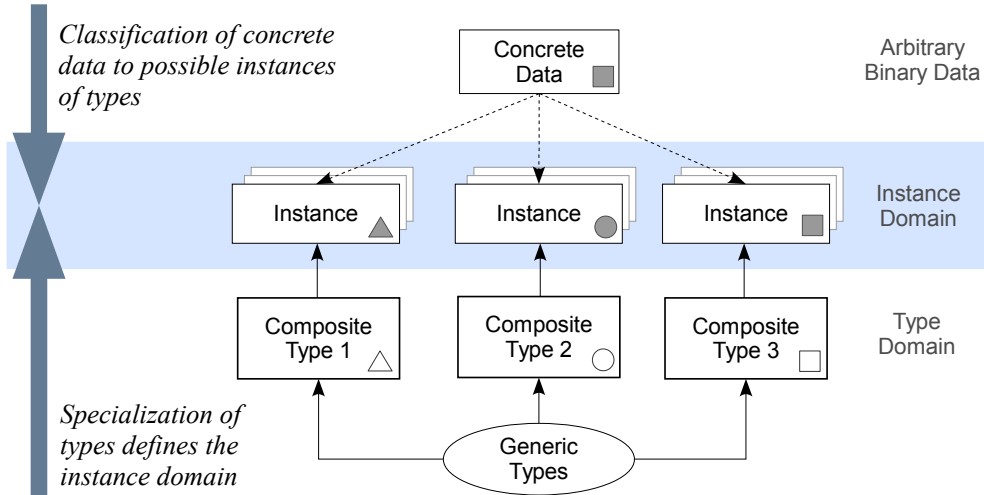 Classification of concrete
data to possible instances
of types
Concrete
Data
Arbitrary
Binary Data
Instance
Instance
Instance
Instance
Domain
Composite
Type 1
Composite
Type 2
Composite
Type 3
Type
Domain
Specialization of
types defines the
instance domain
Generic
Types